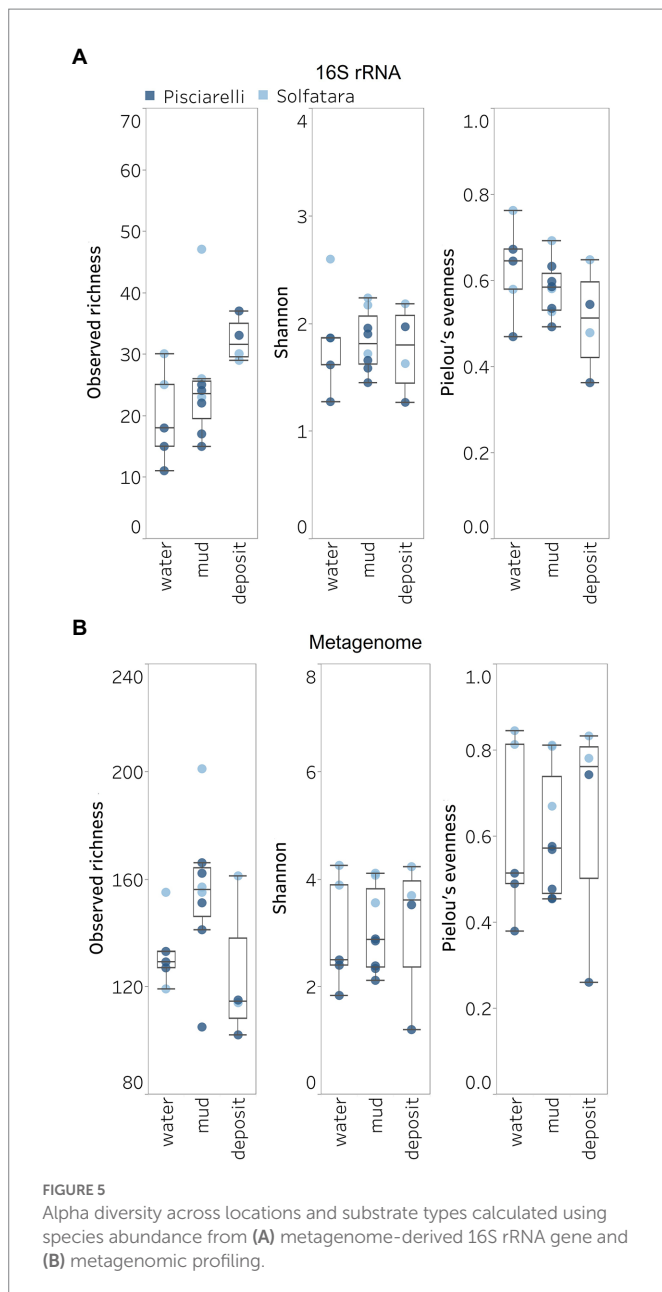 A
16S rRNA
Pisciarelli Solfatara
Observed richness
70
60
50
40
30
20
10
0
water
mud
deposit
Shannon
4
3
2
1
0
water
mud
deposit
Pielou's evenness
1.0
0.8
0.6
0.4
0.2
0.0
water
mud
deposit
B
Metagenome
Observed richness
240
200
160
120
80
water
mud
deposit
Shannon
8
6
4
2
0
water
mud
deposit
Pielou's evenness
1.0
0.8
0.6
0.4
0.2
0.0
water
mud
deposit
FIGURE 5
Alpha diversity across locations and substrate types calculated using
species abundance from (A) metagenome-derived 16S rRNA gene and
(B) metagenomic profiling.